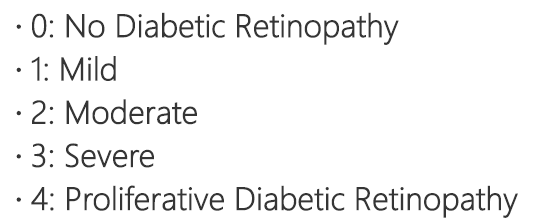 · 0: No Diabetic Retinopathy
· 1: Mild
· 2: Moderate
· 3: Severe
· 4: Proliferative Diabetic Retinopathy